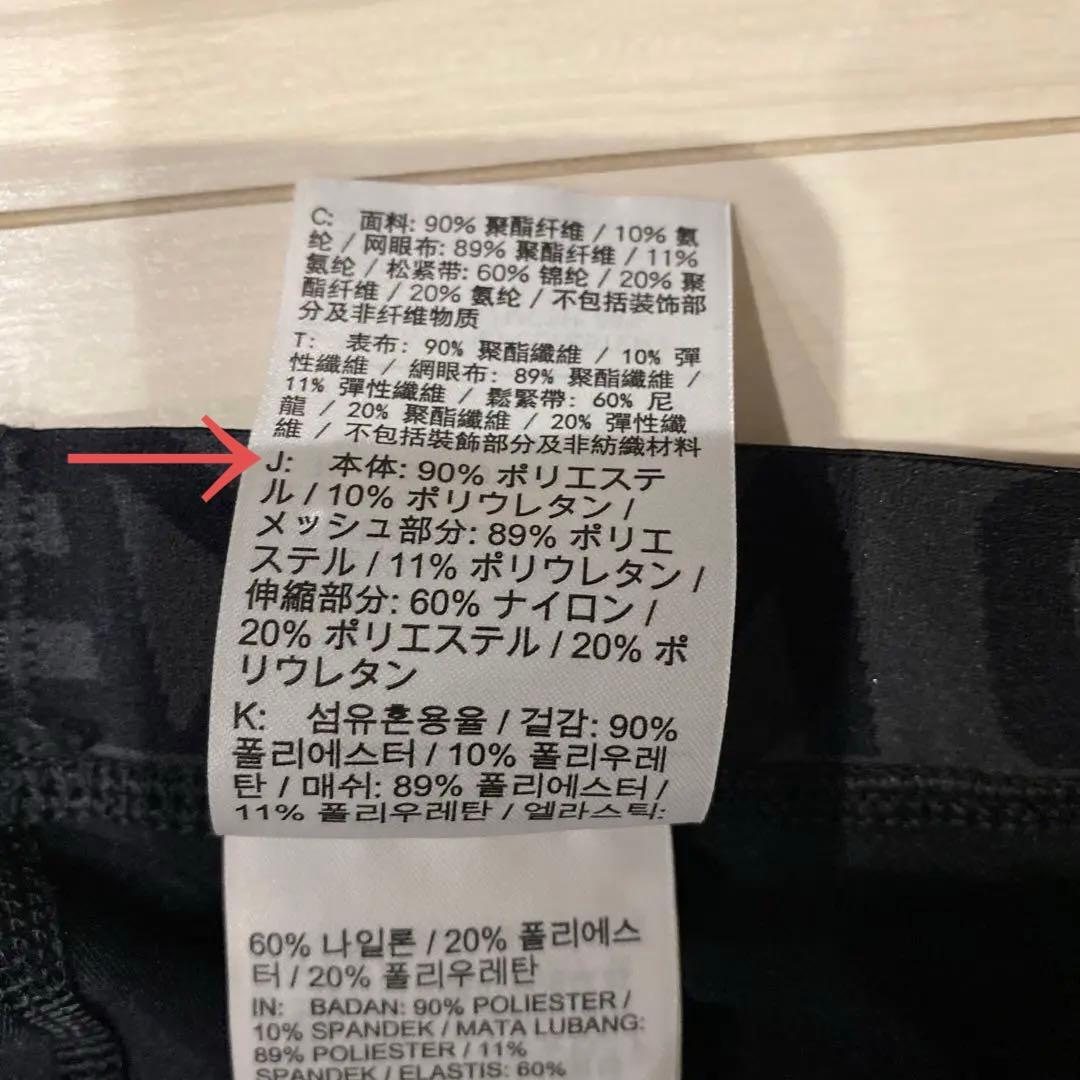 C: 面料: 90% 聚酯纤维 / 10% 氨
纶 / 网眼布: 89% 聚酯纤维 / 11%
氨纶 / 松紧带: 60% 锦纶 / 20% 聚
酯纤维 / 20% 氨纶 / 不包括装饰部
分及非纤维物质
T: 表布: 90% 聚酯纖維 / 10% 彈
性纖維 / 網眼布: 89% 聚酯纖維 /
11% 彈性纖維 / 鬆緊帶: 60% 尼
龍 / 20% 聚酯纖維 / 20% 彈性纖
維 / 不包括裝飾部分及非紡織材料
J: 本体: 90% ポリエステ
ル / 10% ポリウレタン /
メッシュ部分: 89% ポリエ
ステル / 11% ポリウレタン /
伸縮部分: 60% ナイロン /
20% ポリエステル / 20% ポ
リウレタン
K: 섬유혼용율 / 겉감: 90%
폴리에스터 / 10% 폴리우레
탄 / 매쉬: 89% 폴리에스터 /
11% 폴리우레탄 / 엘라스틱:
60% 나일론 / 20% 폴리에스
터 / 20% 폴리우레탄
IN: BADAN: 90% POLIESTER /
10% SPANDEK / MATA LUBANG:
89% POLIESTER / 11%
SPANDEK / ELASTIS: 60%